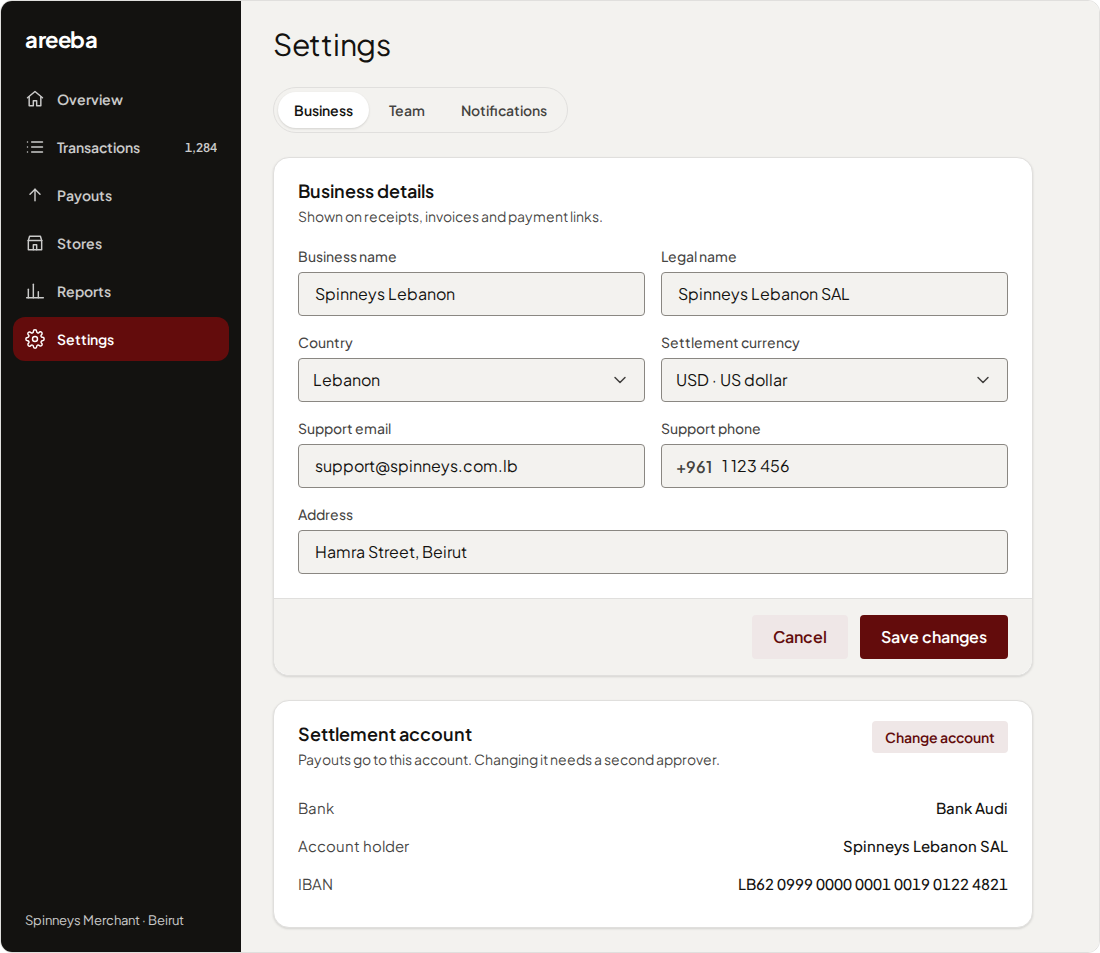 areeba
Overview
Transactions 1,284
Payouts
Stores
Reports
Settings
Spinneys Merchant · Beirut
Settings
Business Team Notifications
Business details
Shown on receipts, invoices and payment links.
Business name Legal name
Spinneys Lebanon Spinneys Lebanon SAL
Country Settlement currency
Lebanon USD · US dollar
Support email Support phone
support@spinneys.com.lb +961 1 123 456
Address
Hamra Street, Beirut
Cancel Save changes
Settlement account Change account
Payouts go to this account. Changing it needs a second approver.
Bank Bank Audi
Account holder Spinneys Lebanon SAL
IBAN LB62 0999 0000 0001 0019 0122 4821